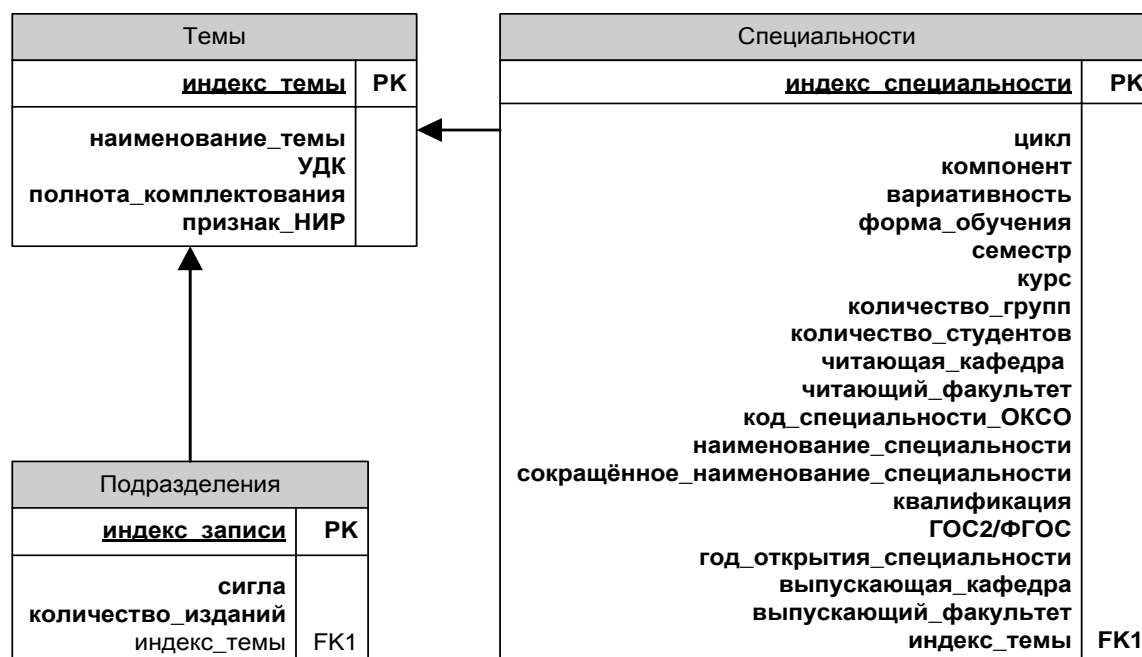 Темы
индекс_темы PK
наименование_темы
УДК
полнота_комплектования
признак_НИР
Специальности
индекс_специальности PK
цикл
компонент
вариативность
форма_обучения
семестр
курс
количество_групп
количество_студентов
читающая_кафедра
читающий_факультет
код_специальности_ОКСО
наименование_специальности
сокращённое_наименование_специальности
квалификация
ГОС2/ФГОС
год_открытия_специальности
выпускающая_кафедра
выпускающий_факультет
индекс_темы FK1
Подразделения
индекс_записи PK
сигла
количество_изданий
индекс_темы FK1